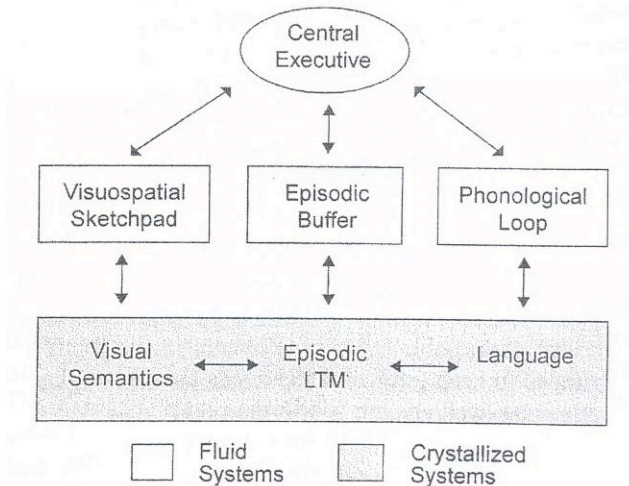 Central
Executive
Visuospatial
Sketchpad
Episodic
Buffer
Phonological
Loop
Visual
Semantics
Episodic
LTM
Language
Fluid
Systems
Crystallized
Systems